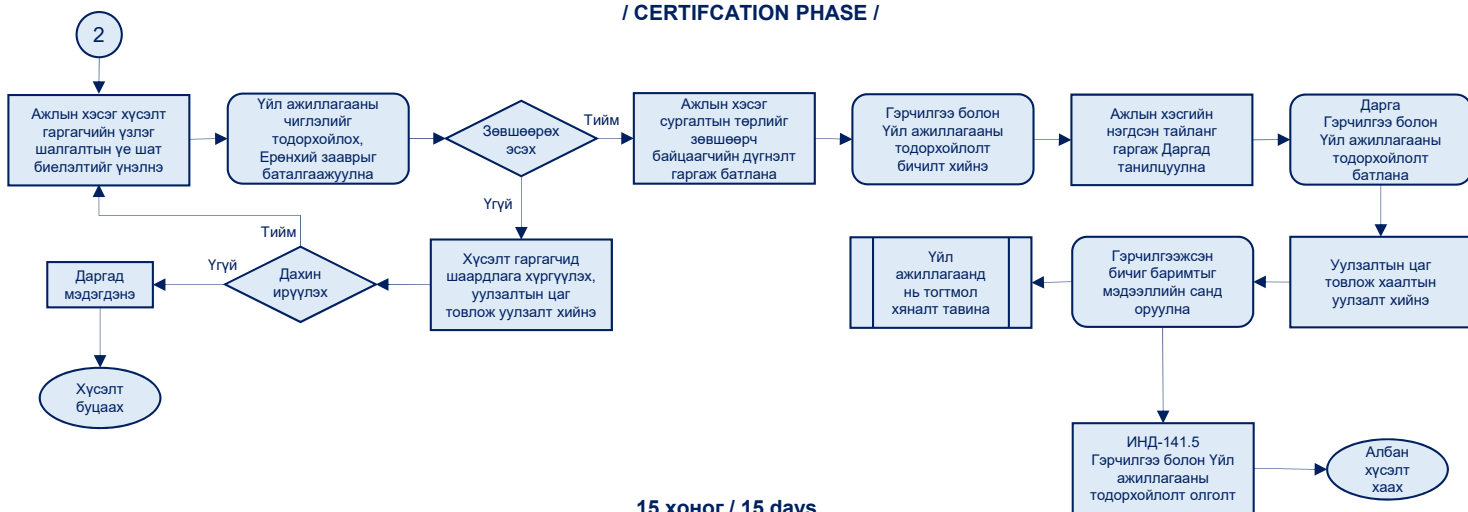 / CERTIFCATION PHASE /
2
Ажлын хэсэг хүсэлт
гаргагчийн үзлэг
шалгалтын үе шат
биелэлтийг үнэлнэ
Үйл ажиллагааны
чиглэлийг
тодорхойлох,
Ерөнхий зааврыг
баталгаажуулна
Зөвшөөрөх
эсэх
Тийм
Ажлын хэсэг
сургалтын төрлийг
зөвшөөрч
байцаагчийн дүгнэлт
гаргаж батлана
Гэрчилгээ болон
Үйл ажиллагааны
тодорхойлолт
бичилт хийнэ
Ажлын хэсгийн
нэгдсэн тайланг
гаргаж Даргад
танилцуулна
Дарга
Гэрчилгээ болон
Үйл ажиллагааны
тодорхойлолт
батлана
Үгүй
Тийм
Үгүй
Даргад
мэдэгдэнэ
Дахин
ирүүлэх
Хүсэлт гаргагчид
шаардлага хүргүүлэх,
уулзалтын цаг
товлож уулзалт хийнэ
Үйл
ажиллагаанд
нь тогтмол
хяналт тавина
Гэрчилгээжсэн
бичиг баримтыг
мэдээллийн санд
оруулна
Уулзалтын цаг
товлож хаалтын
уулзалт хийнэ
Хүсэлт
буцаах
ИНД-141.5
Гэрчилгээ болон Үйл
ажиллагааны
тодорхойлолт олголт
Албан
хүсэлт
хаах
15 хоног / 15 days